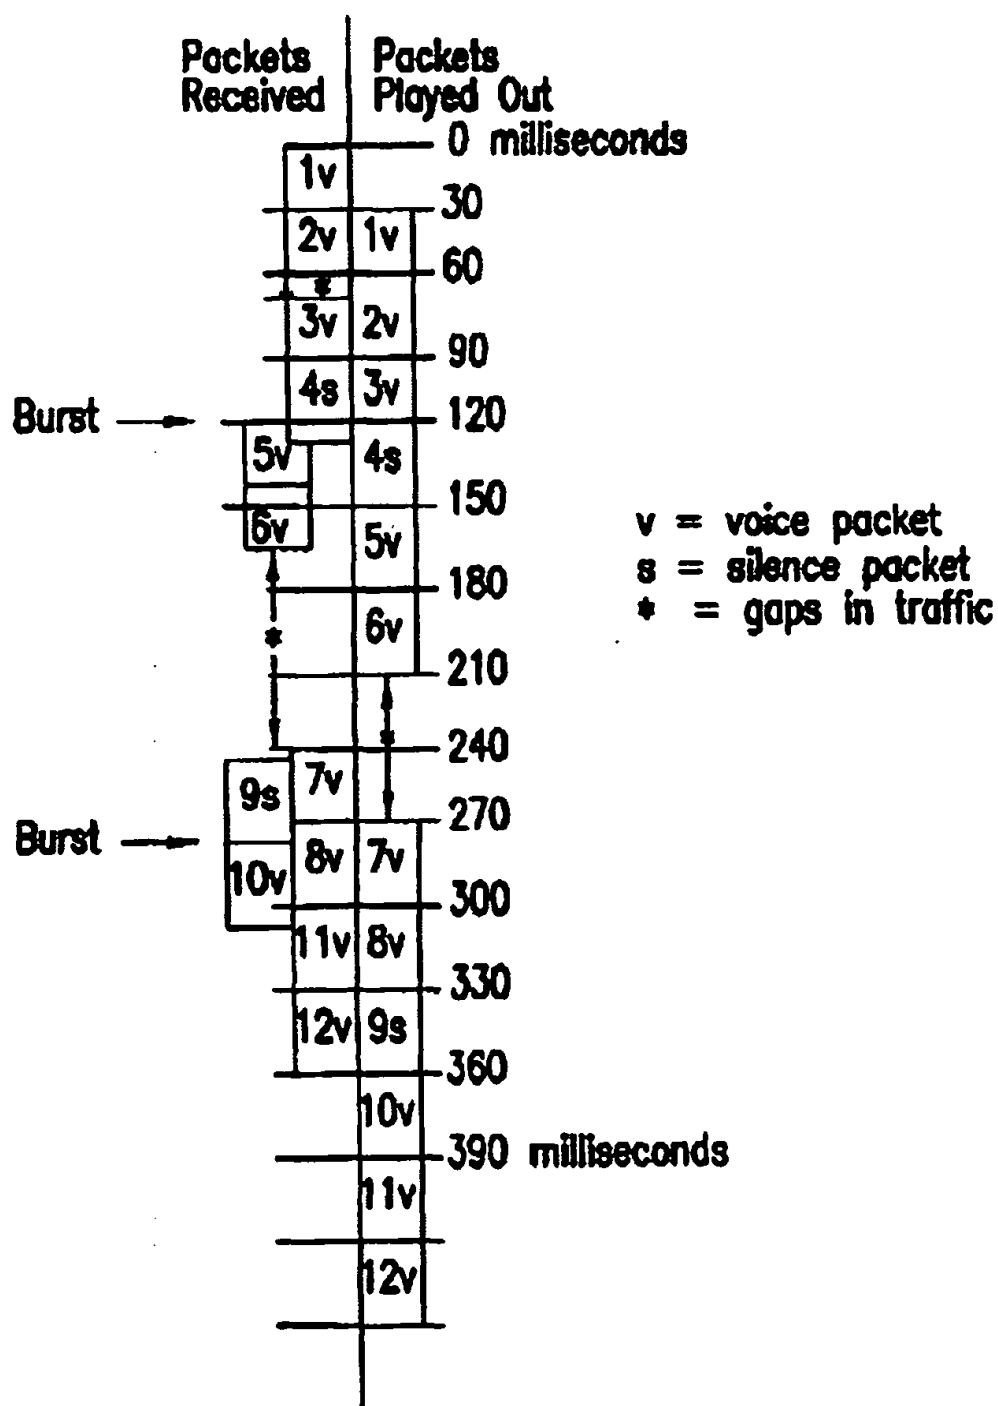 Packets Received
Packets Played Out
0 milliseconds
1v
30
2v
1v
60
*
3v
2v
90
4s
3v
Burst
120
5v
4s
150
6v
5v
v = voice packet
s = silence packet
* = gaps in traffic
180
*
6v
210
*
240
9s
7v
270
Burst
10v
8v
7v
300
11v
8v
330
12v
9s
360
10v
390 milliseconds
11v
12v